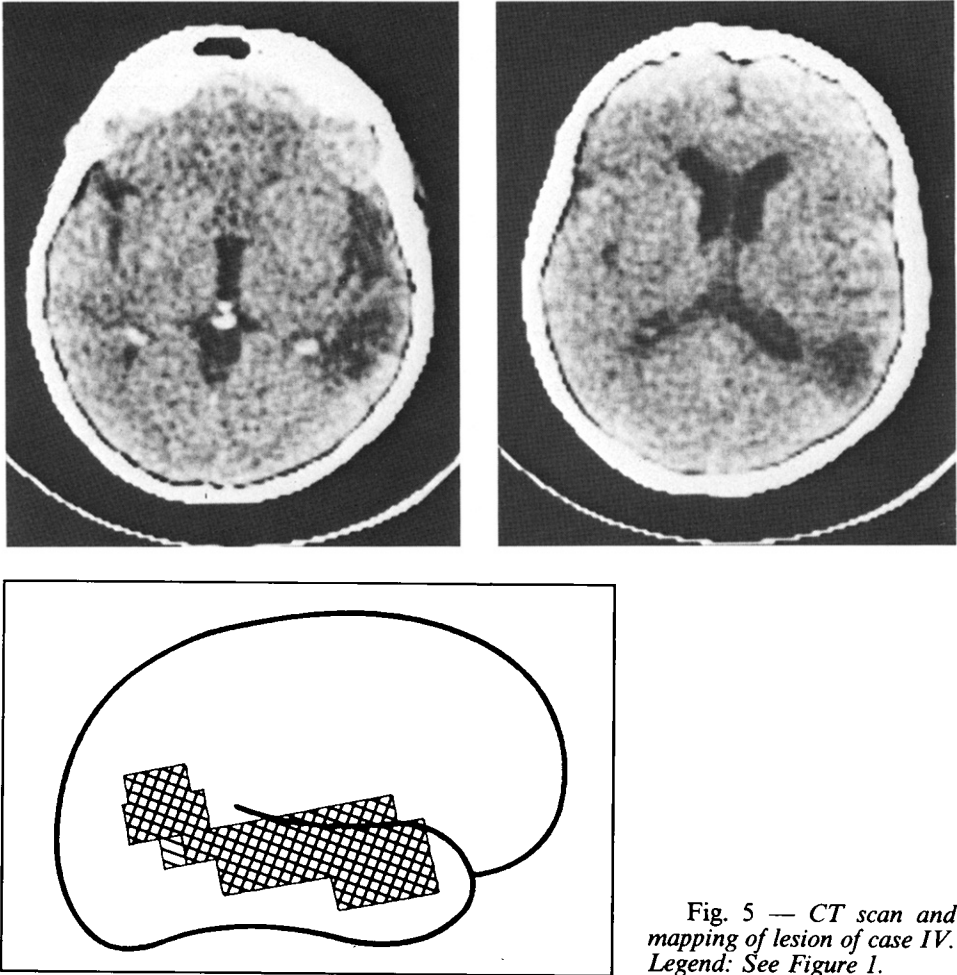 Fig. 5 — CT scan and
mapping of lesion of case IV.
Legend: See Figure 1.